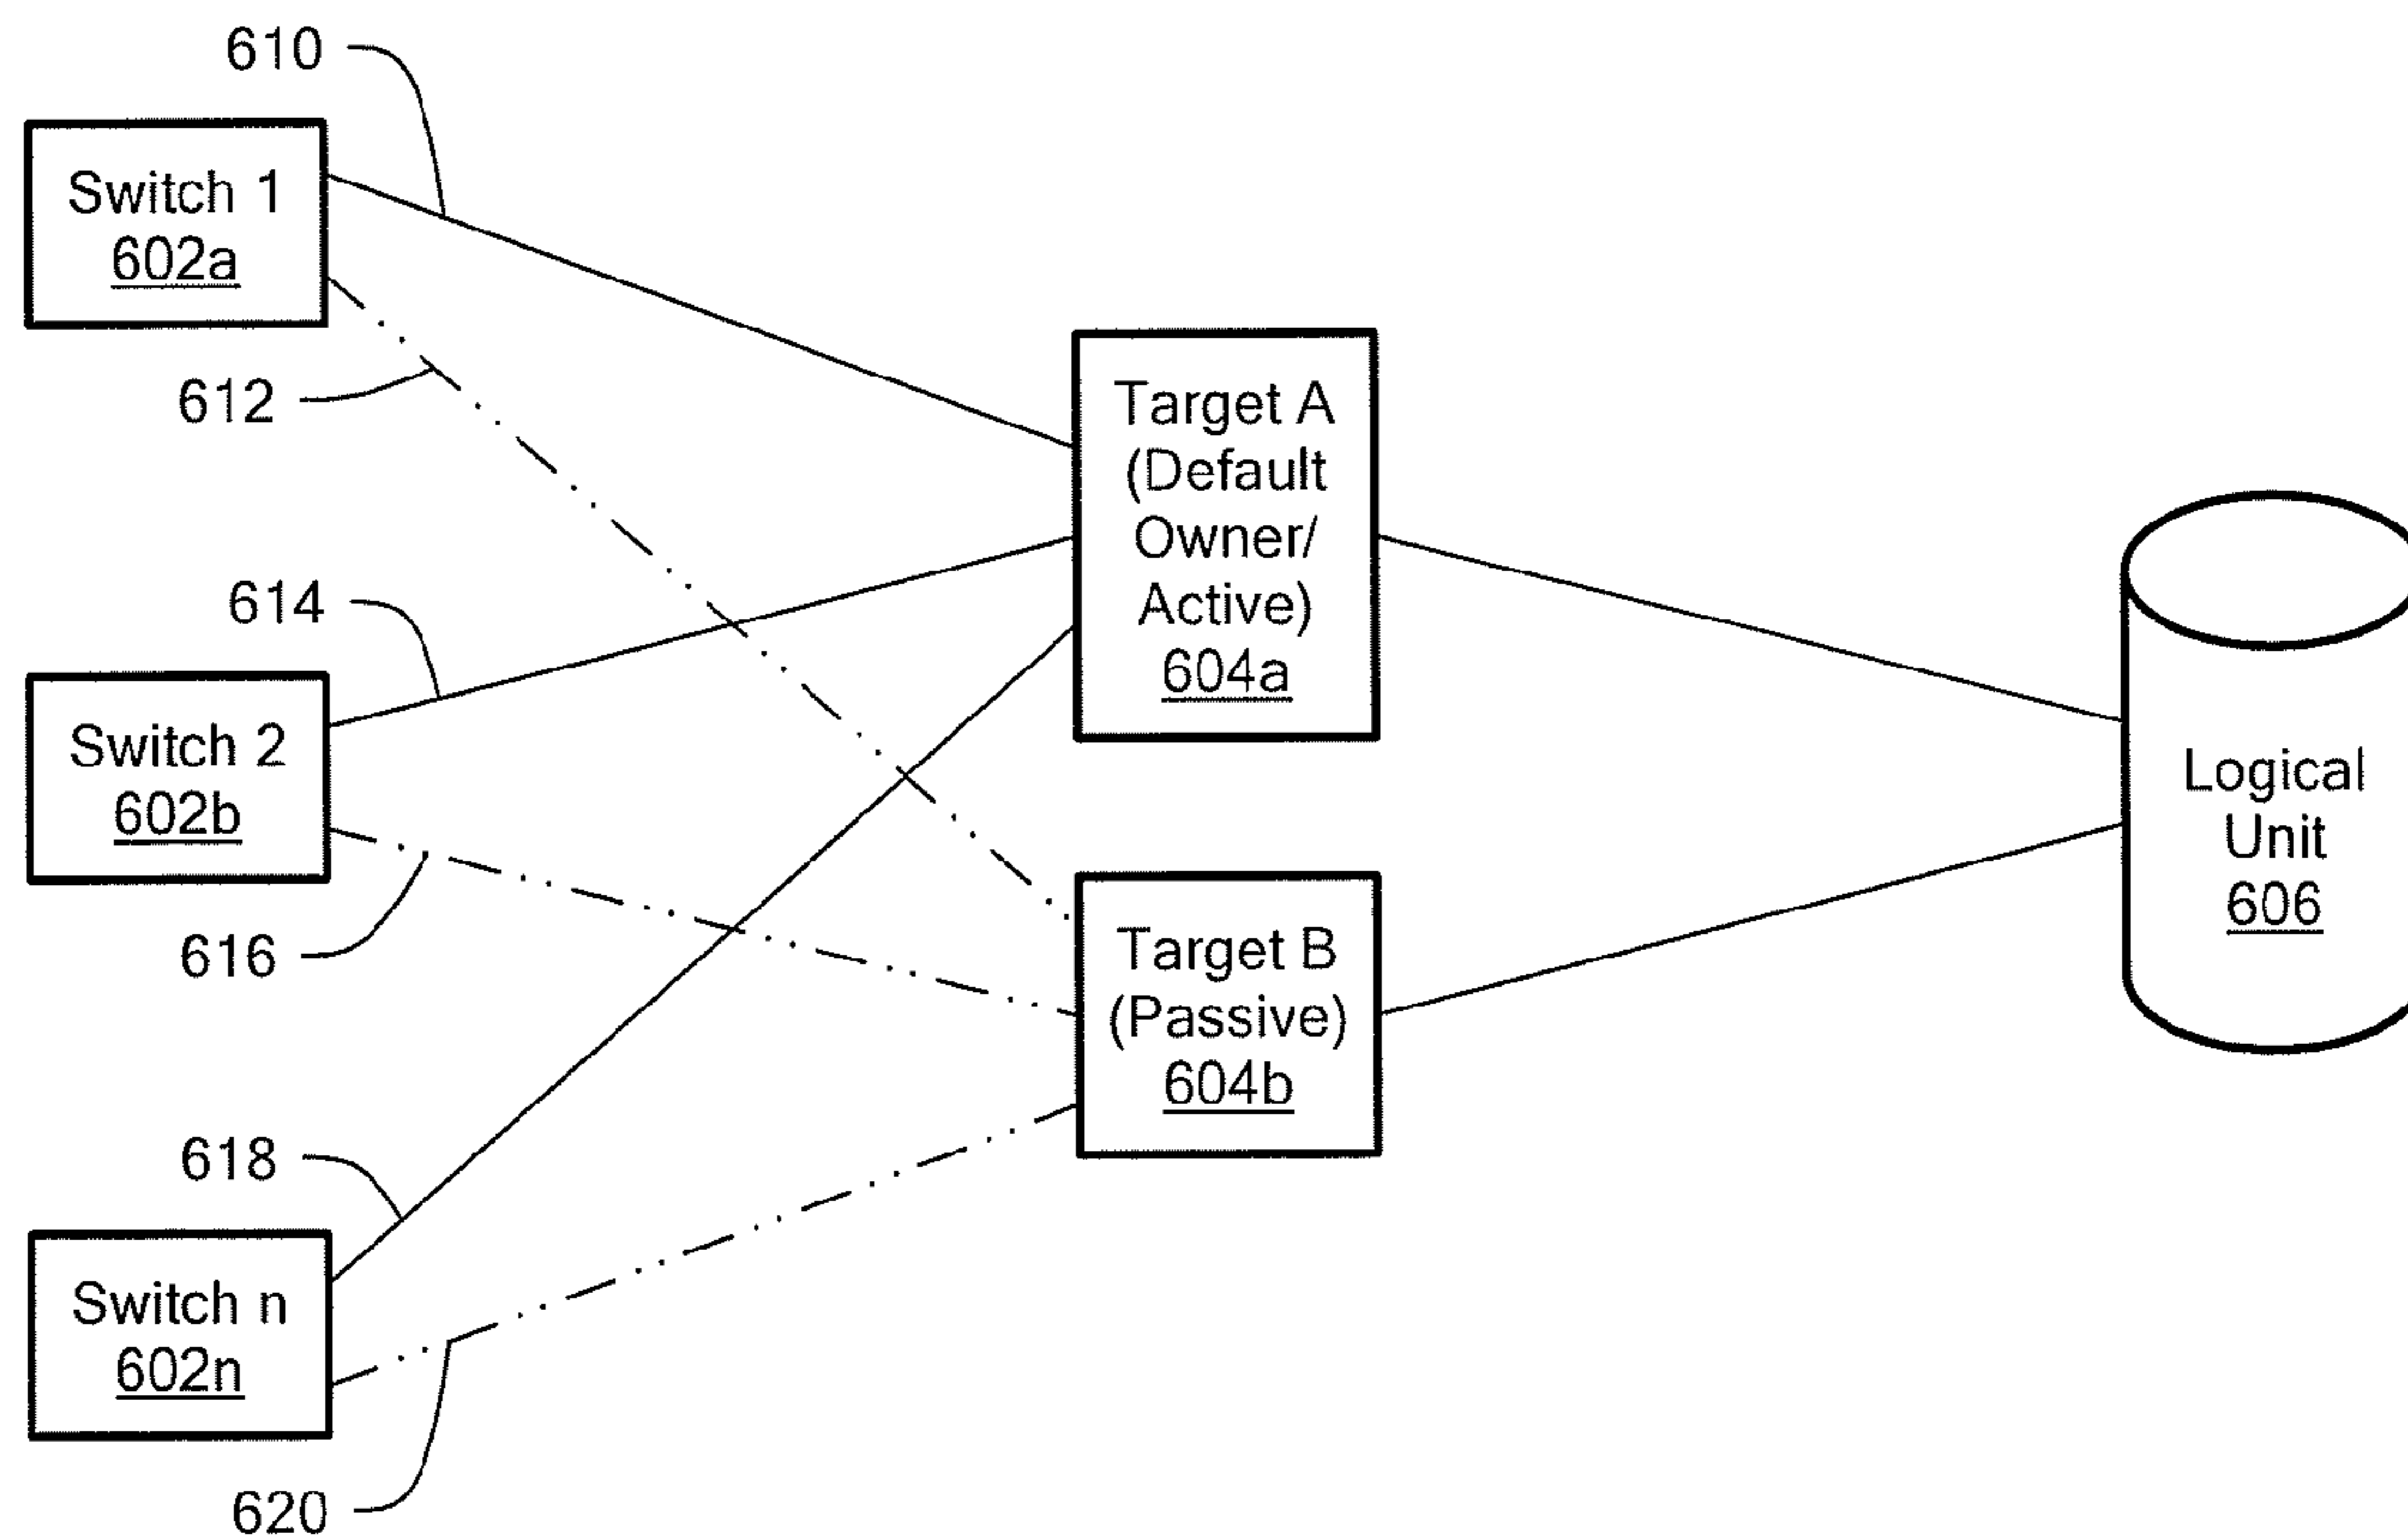 610
Switch 1
602a
612
Target A
(Default
Owner/
Active)
604a
614
Switch 2
602b
616
Target B
(Passive)
604b
Logical
Unit
606
618
Switch n
602n
620